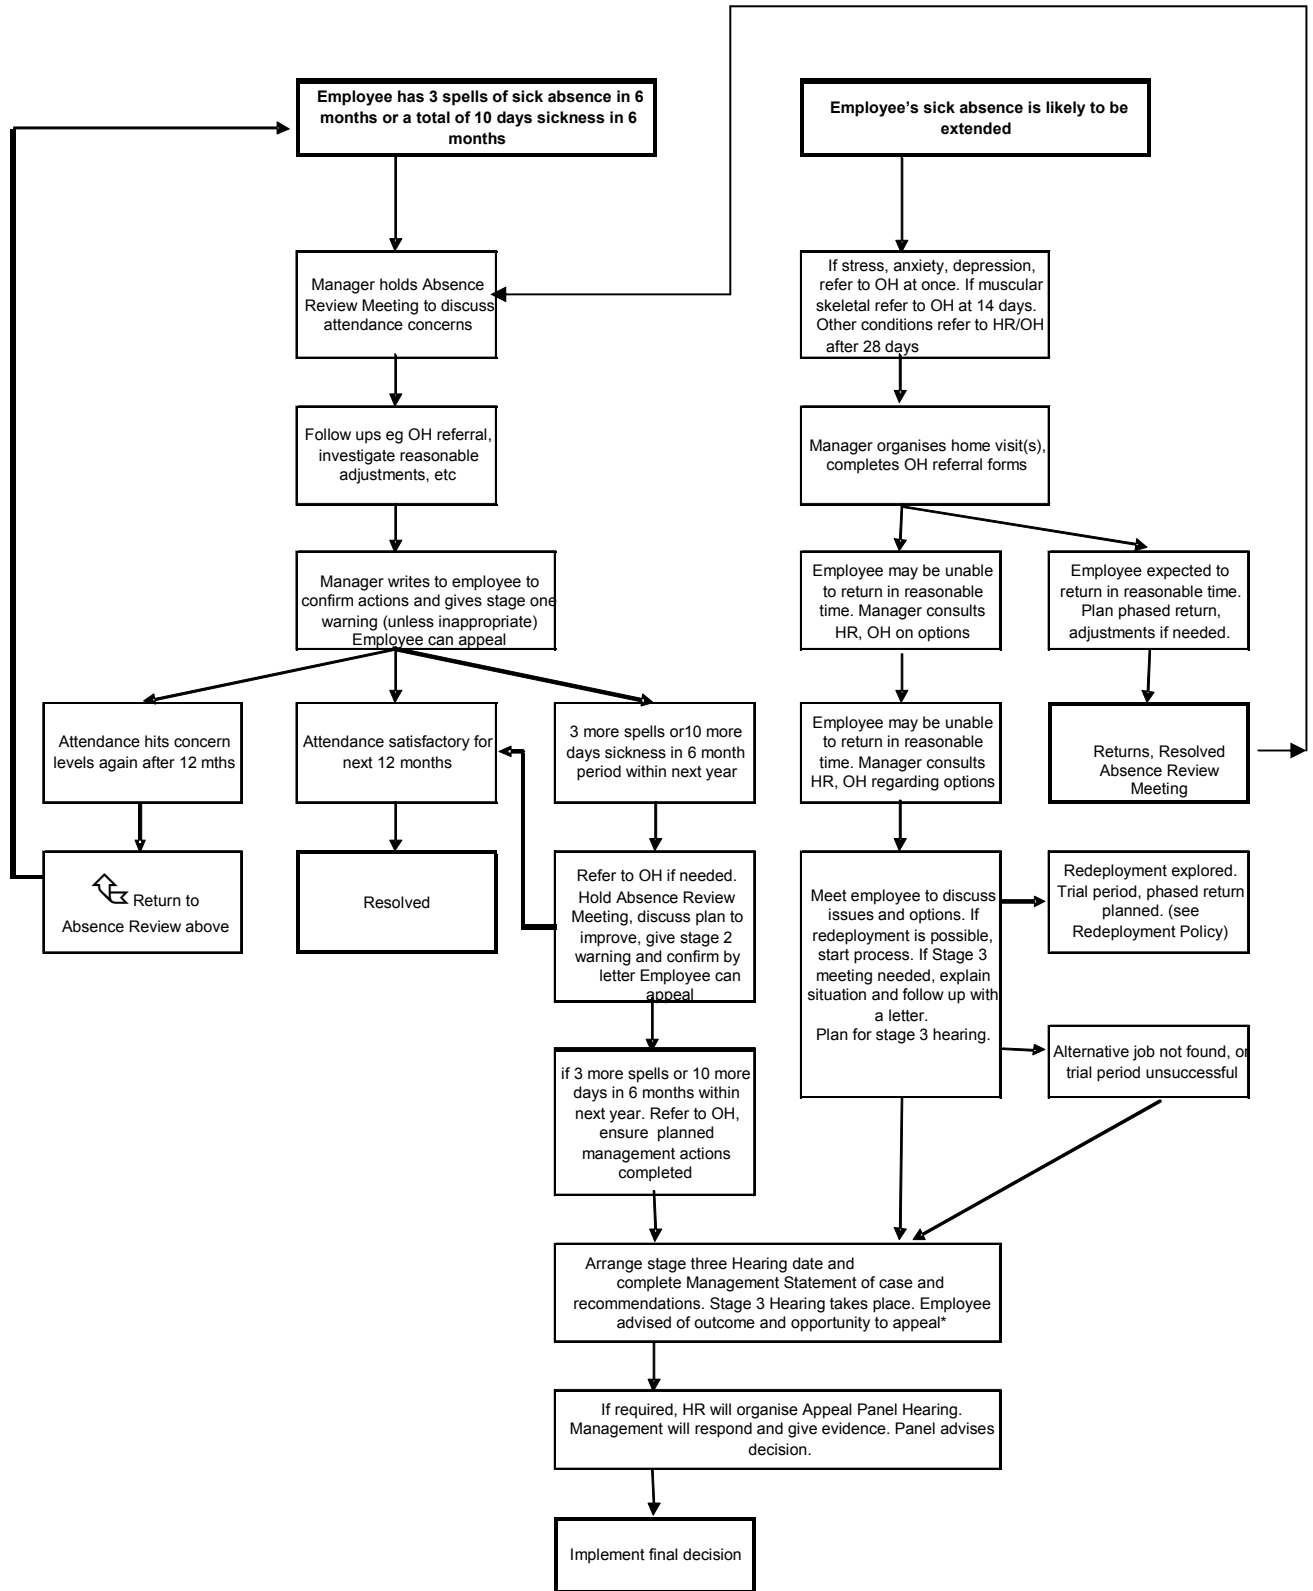 Employee has 3 spells of sick absence in 6
months or a total of 10 days sickness in 6
months
Employee's sick absence is likely to be
extended
Manager holds Absence
Review Meeting to discuss
attendance concerns
If stress, anxiety, depression,
refer to OH at once. If muscular
skeletal refer to OH at 14 days.
Other conditions refer to HR/OH
after 28 days
Follow ups eg OH referral,
investigate reasonable
adjustments, etc
Manager organises home visit(s),
completes OH referral forms
Manager writes to employee to
confirm actions and gives stage one
warning (unless inappropriate)
Employee can appeal
Employee may be unable
to return in reasonable
time. Manager consults
HR, OH on options
Employee expected to
return in reasonable time.
Plan phased return,
adjustments if needed.
Attendance hits concern
levels again after 12 mths
Attendance satisfactory for
next 12 months
3 more spells or10 more
days sickness in 6 month
period within next year
Employee may be unable
to return in reasonable
time. Manager consults
HR, OH regarding options
Returns, Resolved
Absence Review
Meeting
Return to
Absence Review above
Resolved
Refer to OH if needed.
Hold Absence Review
Meeting, discuss plan to
improve, give stage 2
warning and confirm by
letter Employee can
appeal
Meet employee to discuss
issues and options. If
redeployment is possible,
start process. If Stage 3
meeting needed, explain
situation and follow up with
a letter.
Plan for stage 3 hearing.
Redeployment explored.
Trial period, phased return
planned. (see
Redeployment Policy)
Alternative job not found, or
trial period unsuccessful
if 3 more spells or 10 more
days in 6 months within
next year. Refer to OH,
ensure planned
management actions
completed
Arrange stage three Hearing date and
complete Management Statement of case and
recommendations. Stage 3 Hearing takes place. Employee
advised of outcome and opportunity to appeal*
If required, HR will organise Appeal Panel Hearing.
Management will respond and give evidence. Panel advises
decision.
Implement final decision